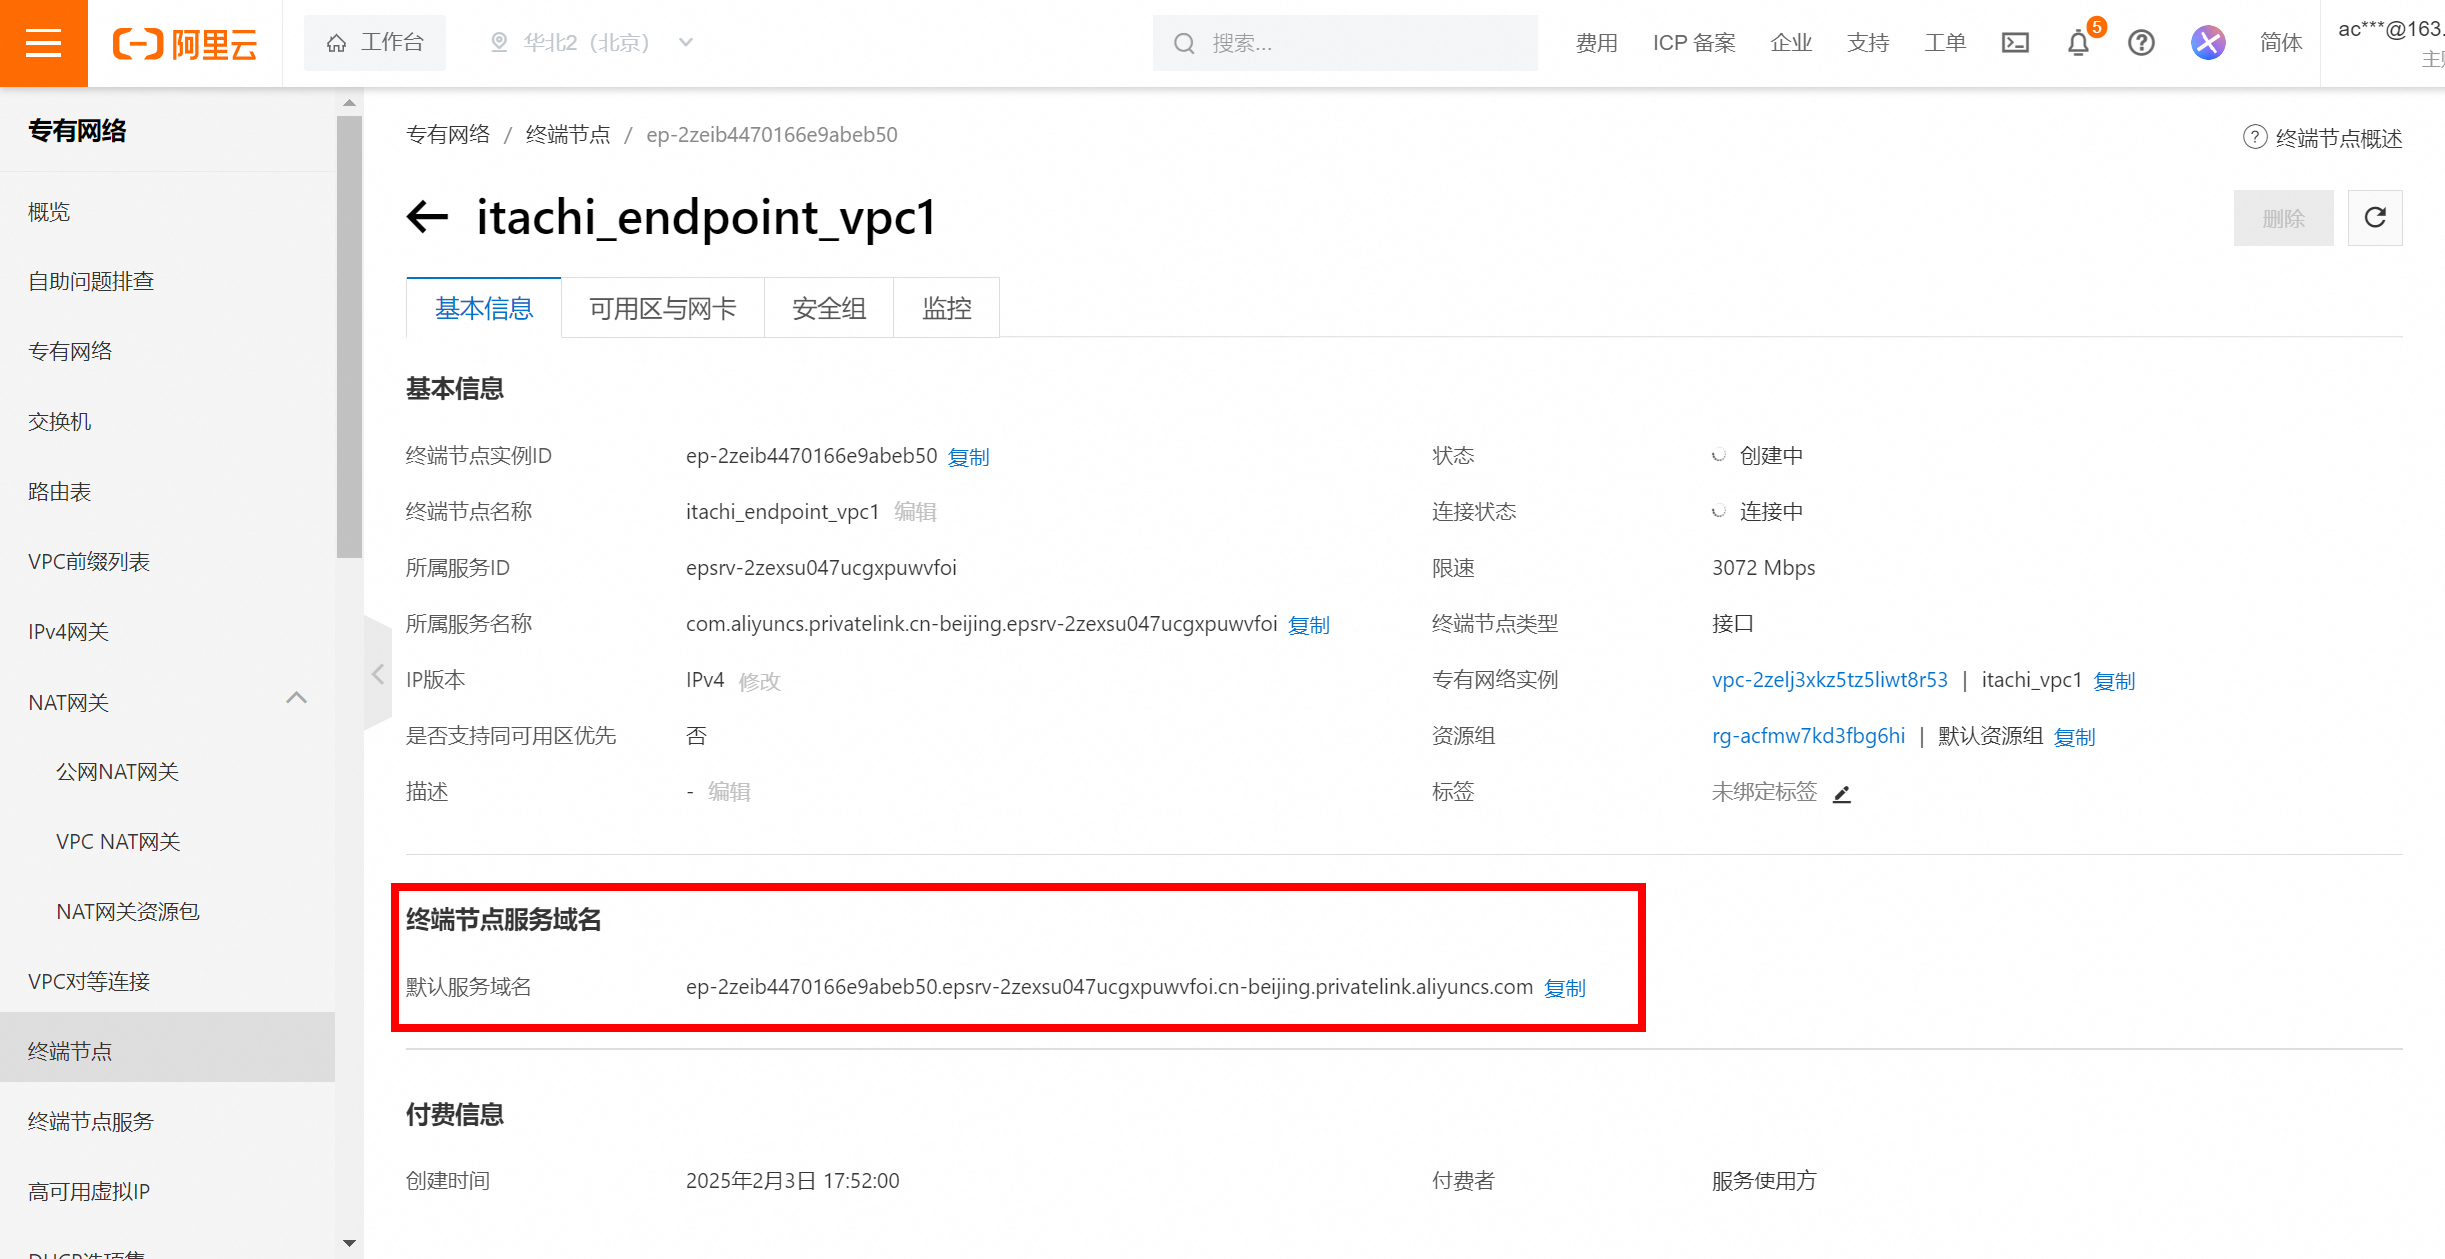 阿里云
工作台
华北2（北京）
搜索...
费用
ICP 备案
企业
支持
工单
5
简体
ac***@163.
专有网络
概览
自助问题排查
专有网络
交换机
路由表
VPC前缀列表
IPv4网关
NAT网关
公网NAT网关
VPC NAT网关
NAT网关资源包
VPC对等连接
终端节点
终端节点服务
高可用虚拟IP
专有网络 / 终端节点 / ep-2zeib4470166e9abeb50
终端节点概述
itachi_endpoint_vpc1
删除
基本信息 可用区与网卡 安全组 监控
基本信息
终端节点实例ID ep-2zeib4470166e9abeb50 复制 状态 创建中
终端节点名称 itachi_endpoint_vpc1 编辑 连接状态 连接中
所属服务ID epsrv-2zexsu047ucgxpuwvfoi 限速 3072 Mbps
所属服务名称 com.aliyuncs.privatelink.cn-beijing.epsrv-2zexsu047ucgxpuwvfoi 复制 终端节点类型 接口
IP版本 IPv4 修改 专有网络实例 vpc-2zelj3xkz5tz5liwt8r53 | itachi_vpc1 复制
是否支持同可用区优先 否 资源组 rg-acfmw7kd3fbg6hi | 默认资源组 复制
描述 - 编辑 标签 未绑定标签
终端节点服务域名
默认服务域名 ep-2zeib4470166e9abeb50.epsrv-2zexsu047ucgxpuwvfoi.cn-beijing.privatelink.aliyuncs.com 复制
付费信息
创建时间 2025年2月3日 17:52:00 付费者 服务使用方